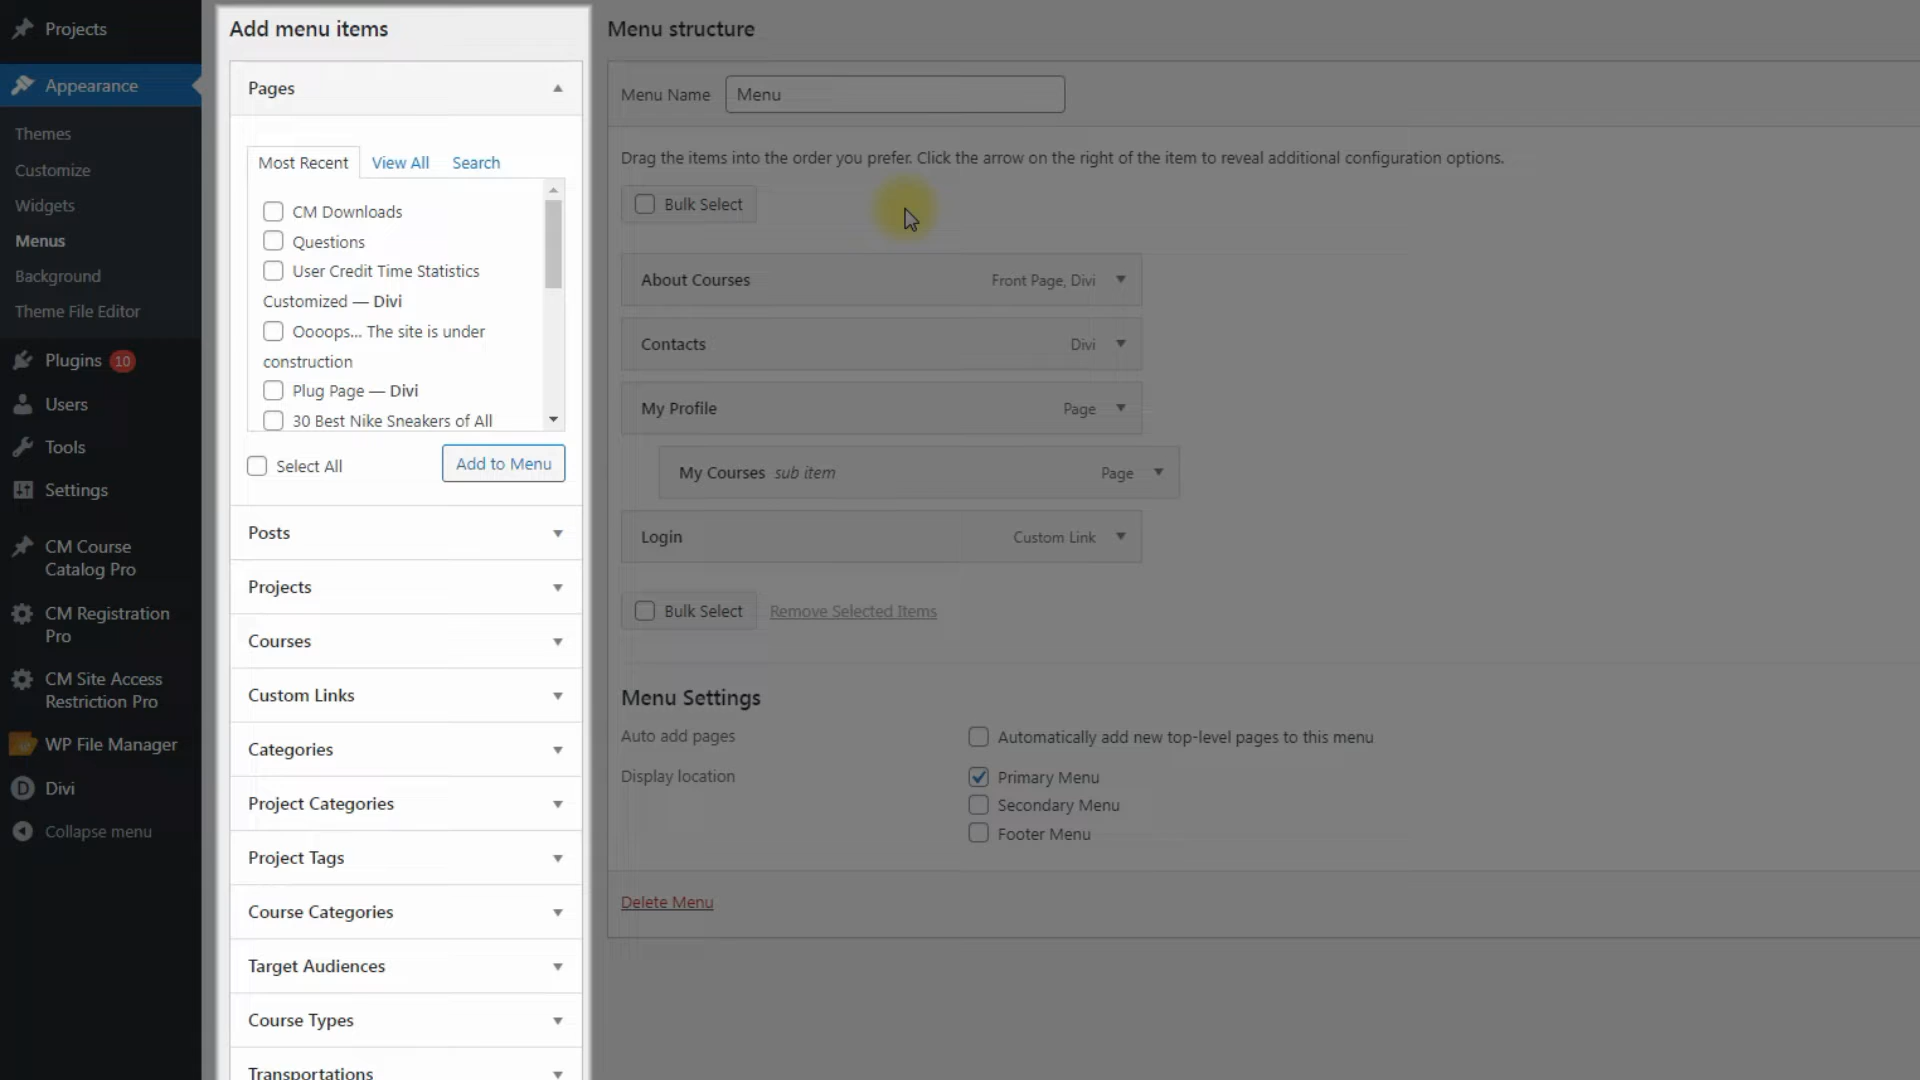 Projects
Appearance
Themes
Customize
Widgets
Menus
Background
Theme File Editor
Plugins 10
Users
Tools
Settings
CM Course
Catalog Pro
CM Registration
Pro
CM Site Access
Restriction Pro
WP File Manager
D Divi
Collapse menu
Add menu items
Pages
Most Recent View All Search
CM Downloads
Questions
User Credit Time Statistics
Customized — Divi
Oooops... The site is under
construction
Plug Page — Divi
30 Best Nike Sneakers of All
Select All Add to Menu
Posts
Projects
Courses
Custom Links
Categories
Project Categories
Project Tags
Course Categories
Target Audiences
Course Types
Transportations
Menu structure
Menu Name Menu
Drag the items into the order you prefer. Click the arrow on the right of the item to reveal additional configuration options.
Bulk Select
About Courses Front Page, Divi
Contacts Divi
My Profile Page
My Courses sub item Page
Login Custom Link
Bulk Select Remove Selected Items
Menu Settings
Auto add pages Automatically add new top-level pages to this menu
Display location Primary Menu
Secondary Menu
Footer Menu
Delete Menu